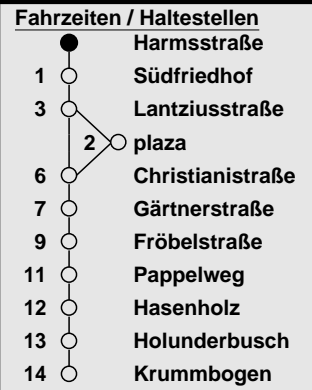 Fahrzeiten / Haltestellen
Harmsstraße
1 Südfriedhof
3 Lantziusstraße
2 plaza
6 Christianistraße
7 Gärtnerstraße
9 Fröbelstraße
11 Pappelweg
12 Hasenholz
13 Holunderbusch
14 Krummbogen